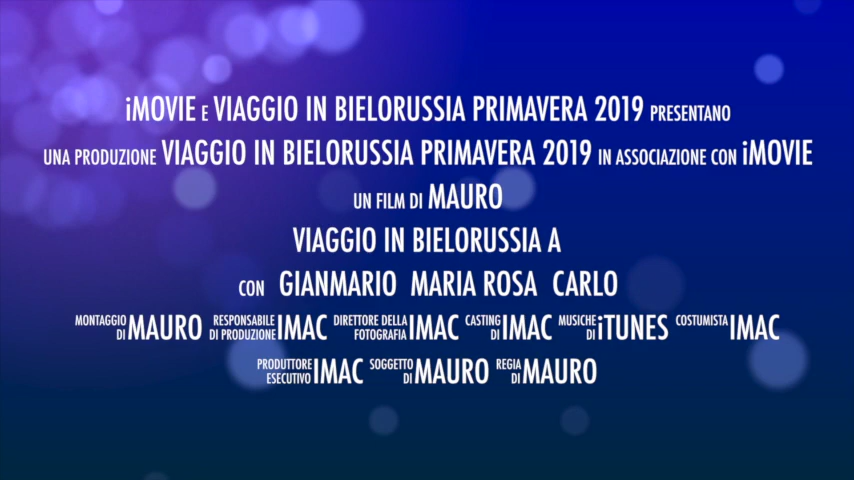 iMOVIE E VIAGGIO IN BIELORUSSIA PRIMAVERA 2019 PRESENTANO
UNA PRODUZIONE VIAGGIO IN BIELORUSSIA PRIMAVERA 2019 IN ASSOCIAZIONE CON iMOVIE
UN FILM DI MAURO
VIAGGIO IN BIELORUSSIA A
CON GIANMARIO MARIA ROSA CARLO
MONTAGGIO DI MAURO RESPONSABILE DI PRODUZIONE IMAC DIRETTORE DELLA FOTOGRAFIA IMAC CASTING DI IMAC MUSICHE DI iTUNES COSTUMISTA IMAC
PRODUTTORE ESECUTIVO IMAC SOGGETTO DI MAURO REGIA DI MAURO